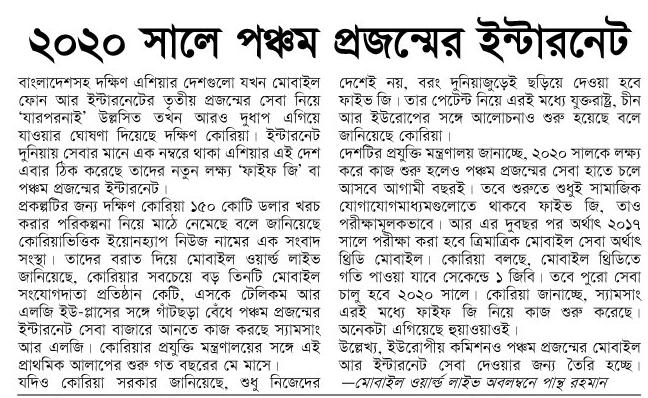 ২০২০ সালে পঞ্চম প্রজন্মের ইন্টারনেট
বাংলাদেশসহ দক্ষিণ এশিয়ার দেশগুলো যখন মোবাইল
ফোন আর ইন্টারনেটের তৃতীয় প্রজন্মের সেবা নিয়ে
'যারপরনাই' উল্লসিত তখন আরও দুধাপ এগিয়ে
যাওয়ার ঘোষণা দিয়েছে দক্ষিণ কোরিয়া। ইন্টারনেট
দুনিয়ায় সেবার মানে এক নম্বরে থাকা এশিয়ার এই দেশ
এবার ঠিক করেছে তাদের নতুন লক্ষ্য 'ফাইফ জি' বা
পঞ্চম প্রজন্মের ইন্টারনেট।
প্রকল্পটির জন্য দক্ষিণ কোরিয়া ১৫০ কোটি ডলার খরচ
করার পরিকল্পনা নিয়ে মাঠে নেমেছে বলে জানিয়েছে
কোরিয়াভিত্তিক ইয়োনহ্যাপ নিউজ নামের এক সংবাদ
সংস্থা। তাদের বরাত দিয়ে মোবাইল ওয়ার্ল্ড লাইভ
জানিয়েছে, কোরিয়ার সবচেয়ে বড় তিনটি মোবাইল
সংযোগদাতা প্রতিষ্ঠান কেটি, এসকে টেলিকম আর
এলজি ইউ-প্লাসের সঙ্গে গাঁটছড়া বেঁধে পঞ্চম প্রজন্মের
ইন্টারনেট সেবা বাজারে আনতে কাজ করছে স্যামসাং
আর এলজি। কোরিয়ার প্রযুক্তি মন্ত্রণালয়ের সঙ্গে এই
প্রাথমিক আলাপের শুরু গত বছরের মে মাসে।
যদিও কোরিয়া সরকার জানিয়েছে, শুধু নিজেদের
দেশেই নয়, বরং দুনিয়াজুড়েই ছড়িয়ে দেওয়া হবে
ফাইভ জি। তার পেটেন্ট নিয়ে এরই মধ্যে যুক্তরাষ্ট্র, চীন
আর ইউরোপের সঙ্গে আলোচনাও শুরু হয়েছে বলে
জানিয়েছে কোরিয়া।
দেশটির প্রযুক্তি মন্ত্রণালয় জানাচ্ছে, ২০২০ সালকে লক্ষ্য
করে কাজ শুরু হলেও পঞ্চম প্রজন্মের সেবা হাতে চলে
আসবে আগামী বছরই। তবে শুরুতে শুধুই সামাজিক
যোগাযোগমাধ্যমগুলোতে থাকবে ফাইভ জি, তাও
পরীক্ষামূলকভাবে। আর এর দুবছর পর অর্থাৎ ২০১৭
সালে পরীক্ষা করা হবে ত্রিমাত্রিক মোবাইল সেবা অর্থাৎ
থ্রিডি মোবাইল। কোরিয়া বলছে, মোবাইল থ্রিডিতে
গতি পাওয়া যাবে সেকেন্ডে ১ জিবি। তবে পুরো সেবা
চালু হবে ২০২০ সালে। কোরিয়া জানাচ্ছে, স্যামসাং
এরই মধ্যে ফাইফ জি নিয়ে কাজ শুরু করেছে।
অনেকটা এগিয়েছে হুয়াওয়াওই।
উল্লেখ্য, ইউরোপীয় কমিশনও পঞ্চম প্রজন্মের মোবাইল
আর ইন্টারনেট সেবা দেওয়ার জন্য তৈরি হচ্ছে।
—মোবাইল ওয়ার্ল্ড লাইভ অবলম্বনে পান্থ রহমান